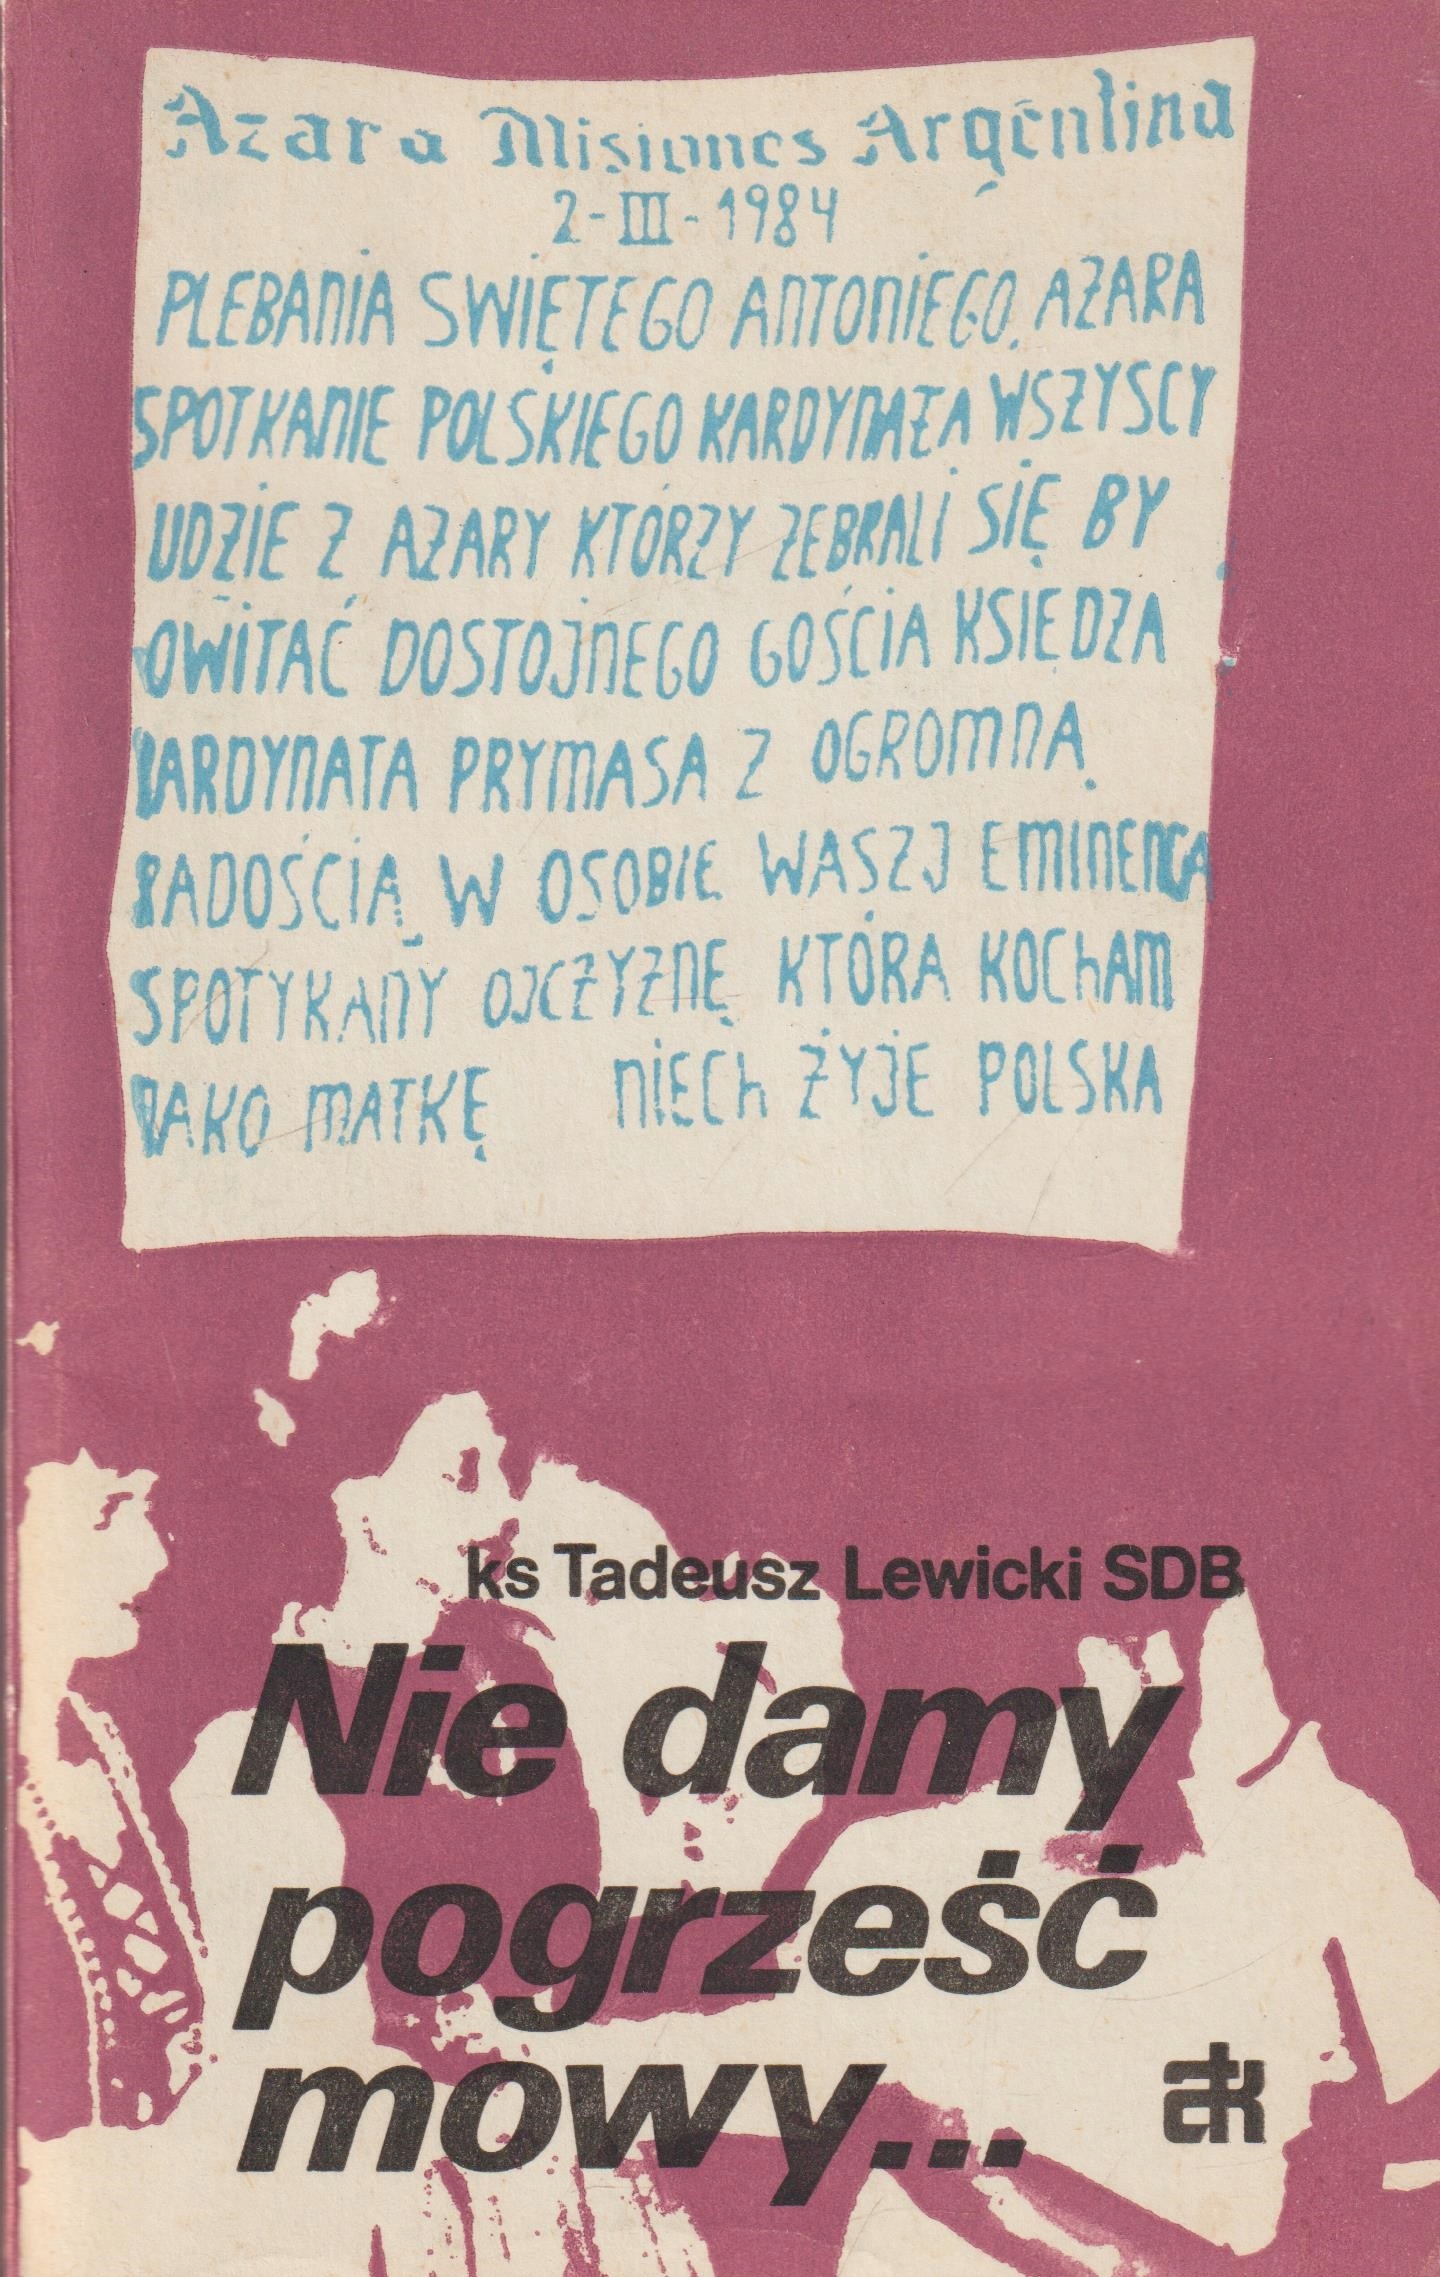 Azara Misiones Argentina
2-III-1984
PLEBANIA SWIĘTEGO ANTONIEGO. AZARA
SPOTKANIE POLSKIEGO KARDYNAŁA WSZYSCY
UDZIE Z AZARY KTÓRZY ZEBRALI SIĘ BY
OWITAĆ DOSTOJNEGO GOŚCIA KSIĘDZA
KARDYNAŁA PRYMASA Z OGROMNĄ
RADOŚCIĄ W OSOBIE WASZJ EMINENCA
SPOTYKAMY OJCZYZNĘ KTÓRA KOCHAM
JAKO MATKĘ NIECH ŻYJE POLSKA
ks Tadeusz Lewicki SDB
Nie damy
pogrześć
mowy...